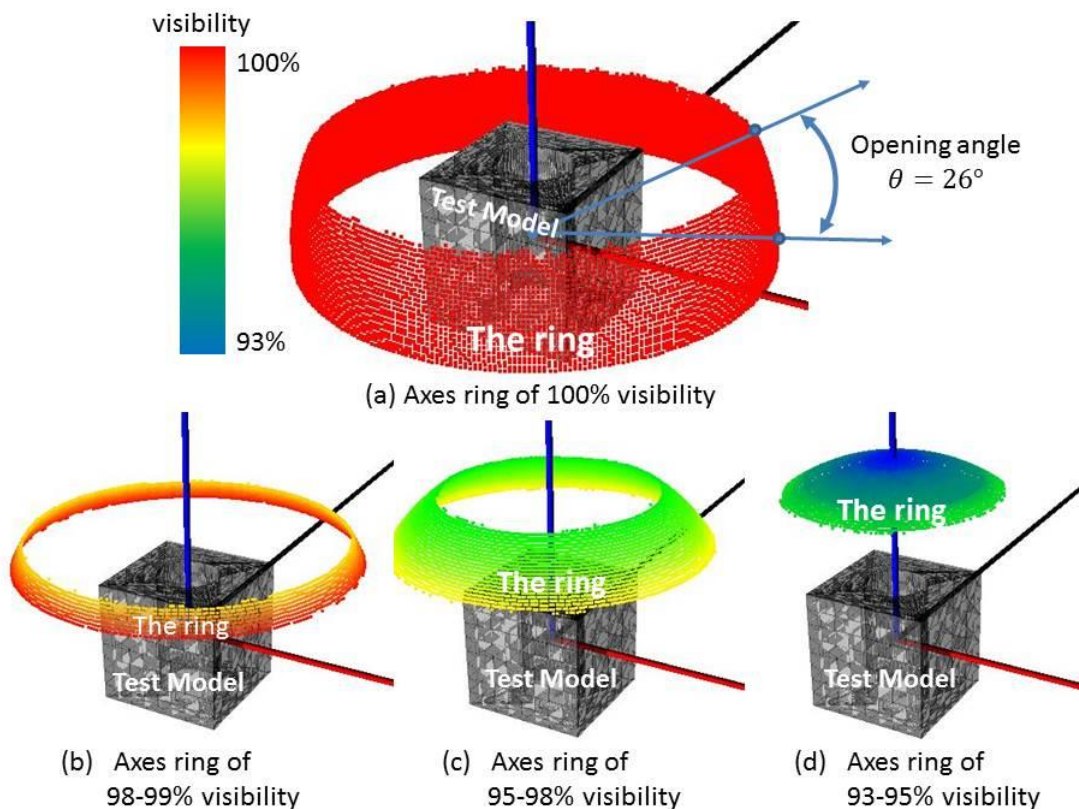 visibility
100%
93%
Opening angle
θ = 26°
Test Model
The ring
(a) Axes ring of 100% visibility
The ring
Test Model
(b) Axes ring of
98-99% visibility
The ring
Test Model
(c) Axes ring of
95-98% visibility
The ring
Test Model
(d) Axes ring of
93-95% visibility